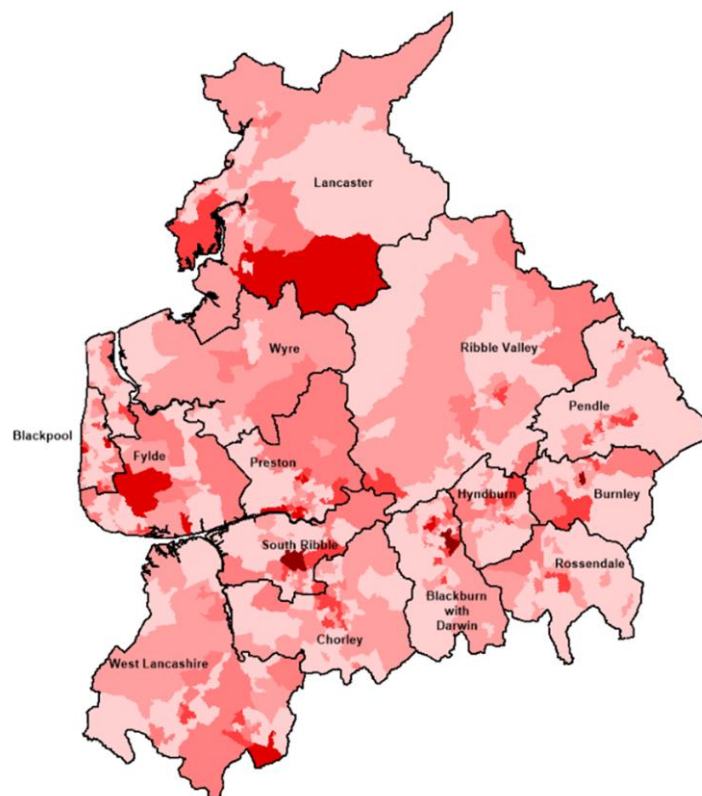 Lancaster
Wyre
Ribble Valley
Pendle
Blackpool
Fylde
Preston
Hyndburn
Burnley
South Ribble
Rossendale
Blackburn
with
Darwin
Chorley
West Lancashire